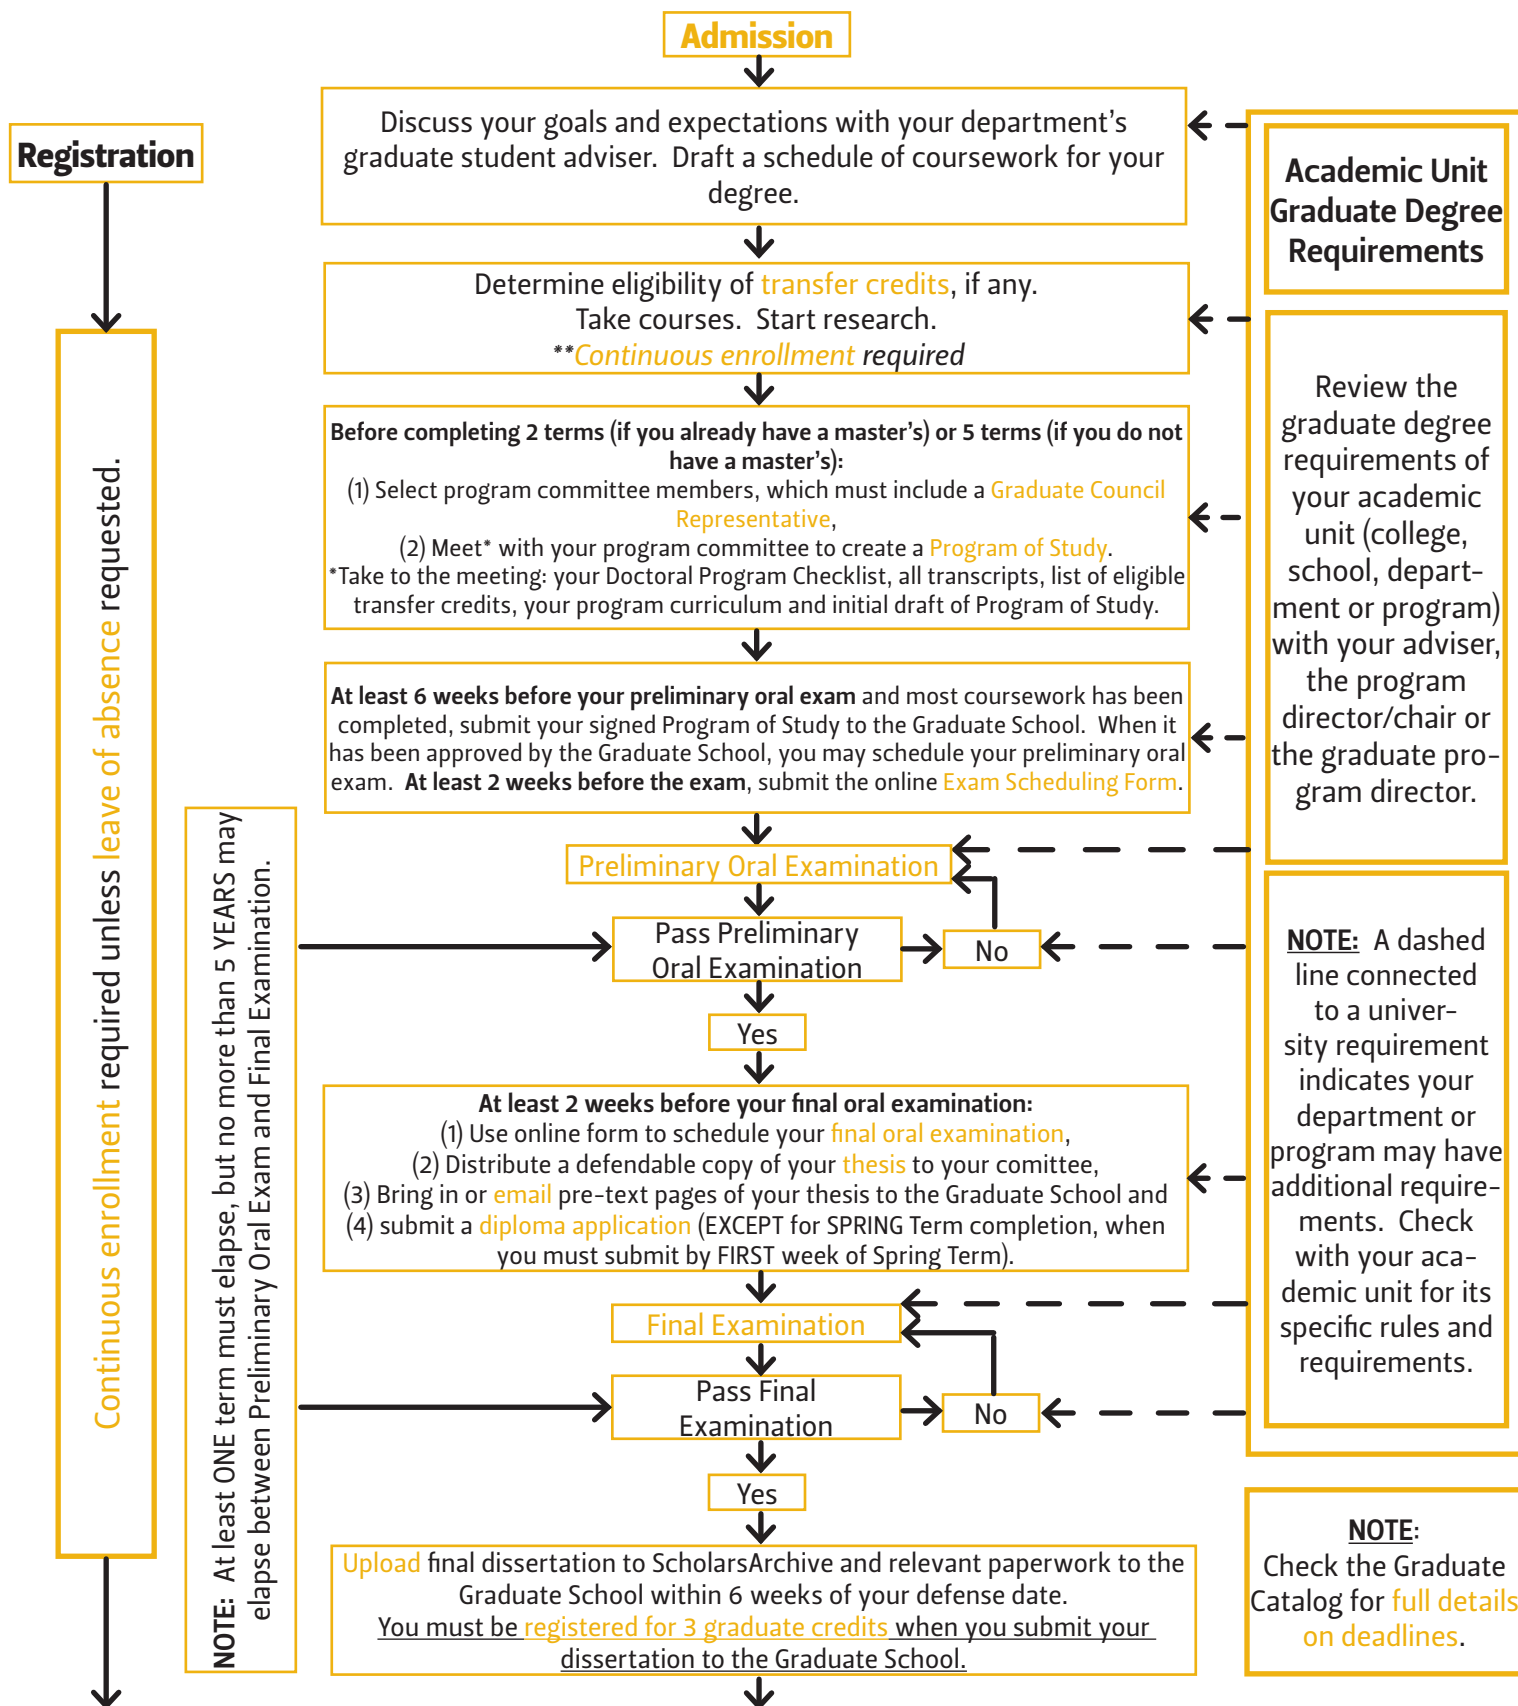 Admission
Discuss your goals and expectations with your department's
graduate student adviser.  Draft a schedule of coursework for your
degree.
Registration
Academic Unit
Graduate Degree
Requirements
Determine eligibility of transfer credits, if any.
Take courses.  Start research.
**Continuous enrollment required
Before completing 2 terms (if you already have a master's) or 5 terms (if you do not
have a master's):
(1) Select program committee members, which must include a Graduate Council
Representative,
(2) Meet* with your program committee to create a Program of Study.
*Take to the meeting: your Doctoral Program Checklist, all transcripts, list of eligible
transfer credits, your program curriculum and initial draft of Program of Study.
Review the
graduate degree
requirements of
your academic
unit (college,
school, depart-
ment or program)
with your adviser,
the program
director/chair or
the graduate pro-
gram director.
Continuous enrollment required unless leave of absence requested.
At least 6 weeks before your preliminary oral exam and most coursework has been
completed, submit your signed Program of Study to the Graduate School.  When it
has been approved by the Graduate School, you may schedule your preliminary oral
exam.  At least 2 weeks before the exam, submit the online Exam Scheduling Form.
NOTE:  At least ONE term must elapse, but no more than 5 YEARS may
elapse between Preliminary Oral Exam and Final Examination.
Preliminary Oral Examination
Pass Preliminary
Oral Examination
No
Yes
NOTE:  A dashed
line connected
to a univer-
sity requirement
indicates your
department or
program may have
additional require-
ments.  Check
with your aca-
demic unit for its
specific rules and
requirements.
At least 2 weeks before your final oral examination:
(1) Use online form to schedule your final oral examination,
(2) Distribute a defendable copy of your thesis to your comittee,
(3) Bring in or email pre-text pages of your thesis to the Graduate School and
(4) submit a diploma application (EXCEPT for SPRING Term completion, when
you must submit by FIRST week of Spring Term).
Final Examination
Pass Final
Examination
No
Yes
Upload final dissertation to ScholarsArchive and relevant paperwork to the
Graduate School within 6 weeks of your defense date.
You must be registered for 3 graduate credits when you submit your
dissertation to the Graduate School.
NOTE:
Check the Graduate
Catalog for full details
on deadlines.